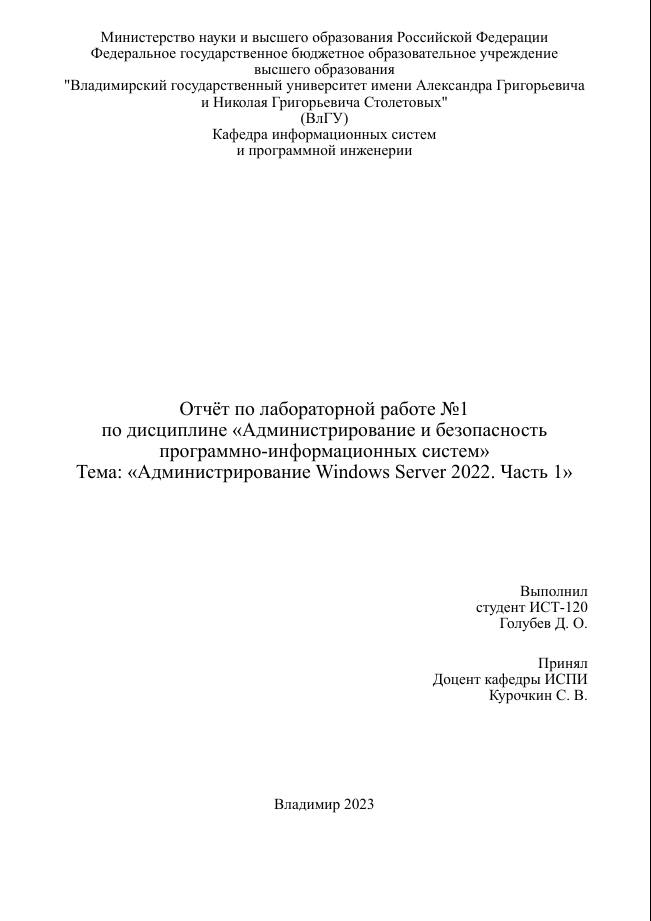 Министерство науки и высшего образования Российской Федерации
Федеральное государственное бюджетное образовательное учреждение
высшего образования
"Владимирский государственный университет имени Александра Григорьевича
и Николая Григорьевича Столетовых"
(ВлГУ)
Кафедра информационных систем
и программной инженерии
Отчёт по лабораторной работе №1
по дисциплине «Администрирование и безопасность
программно-информационных систем»
Тема: «Администрирование Windows Server 2022. Часть 1»
Выполнил
студент ИСТ-120
Голубев Д. О.
Принял
Доцент кафедры ИСПИ
Курочкин С. В.
Владимир 2023